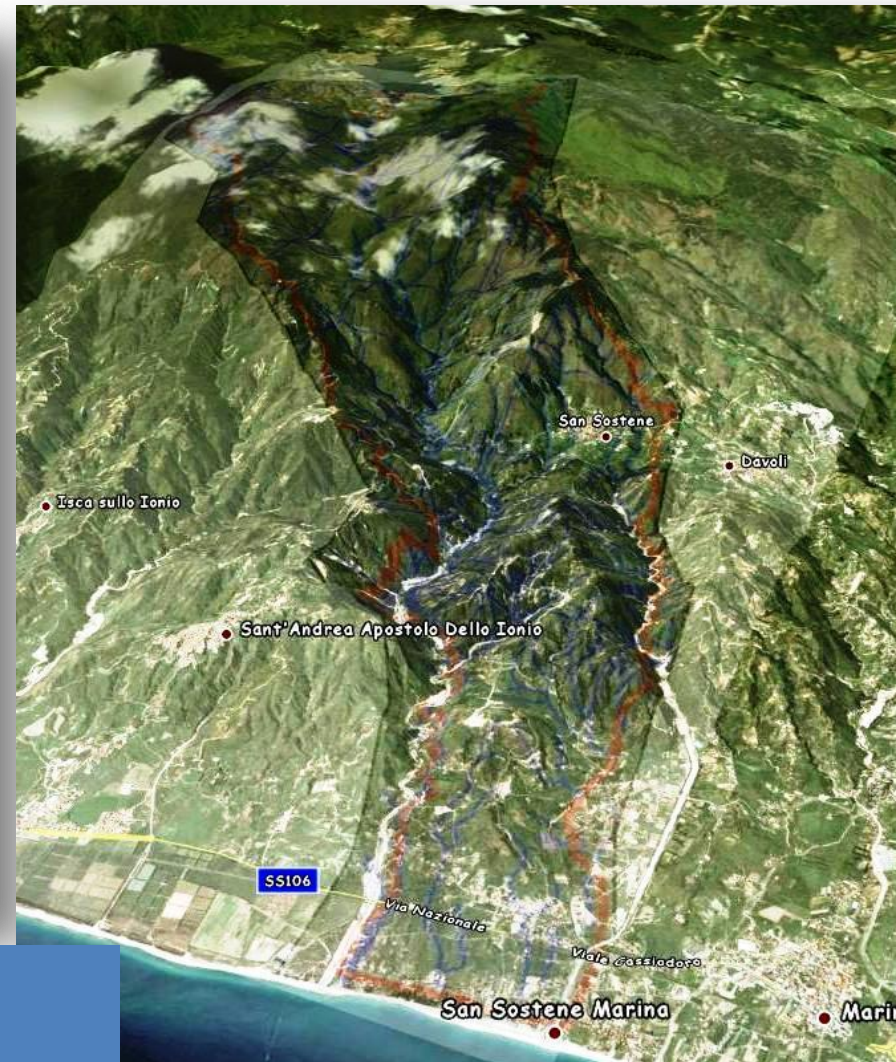 San Sostene
Davoli
Isca sullo Ionio
Sant'Andrea Apostolo Dello Ionio
SS106
Via Nazionale
Viale Cassiodoro
San Sostene Marina
Marin